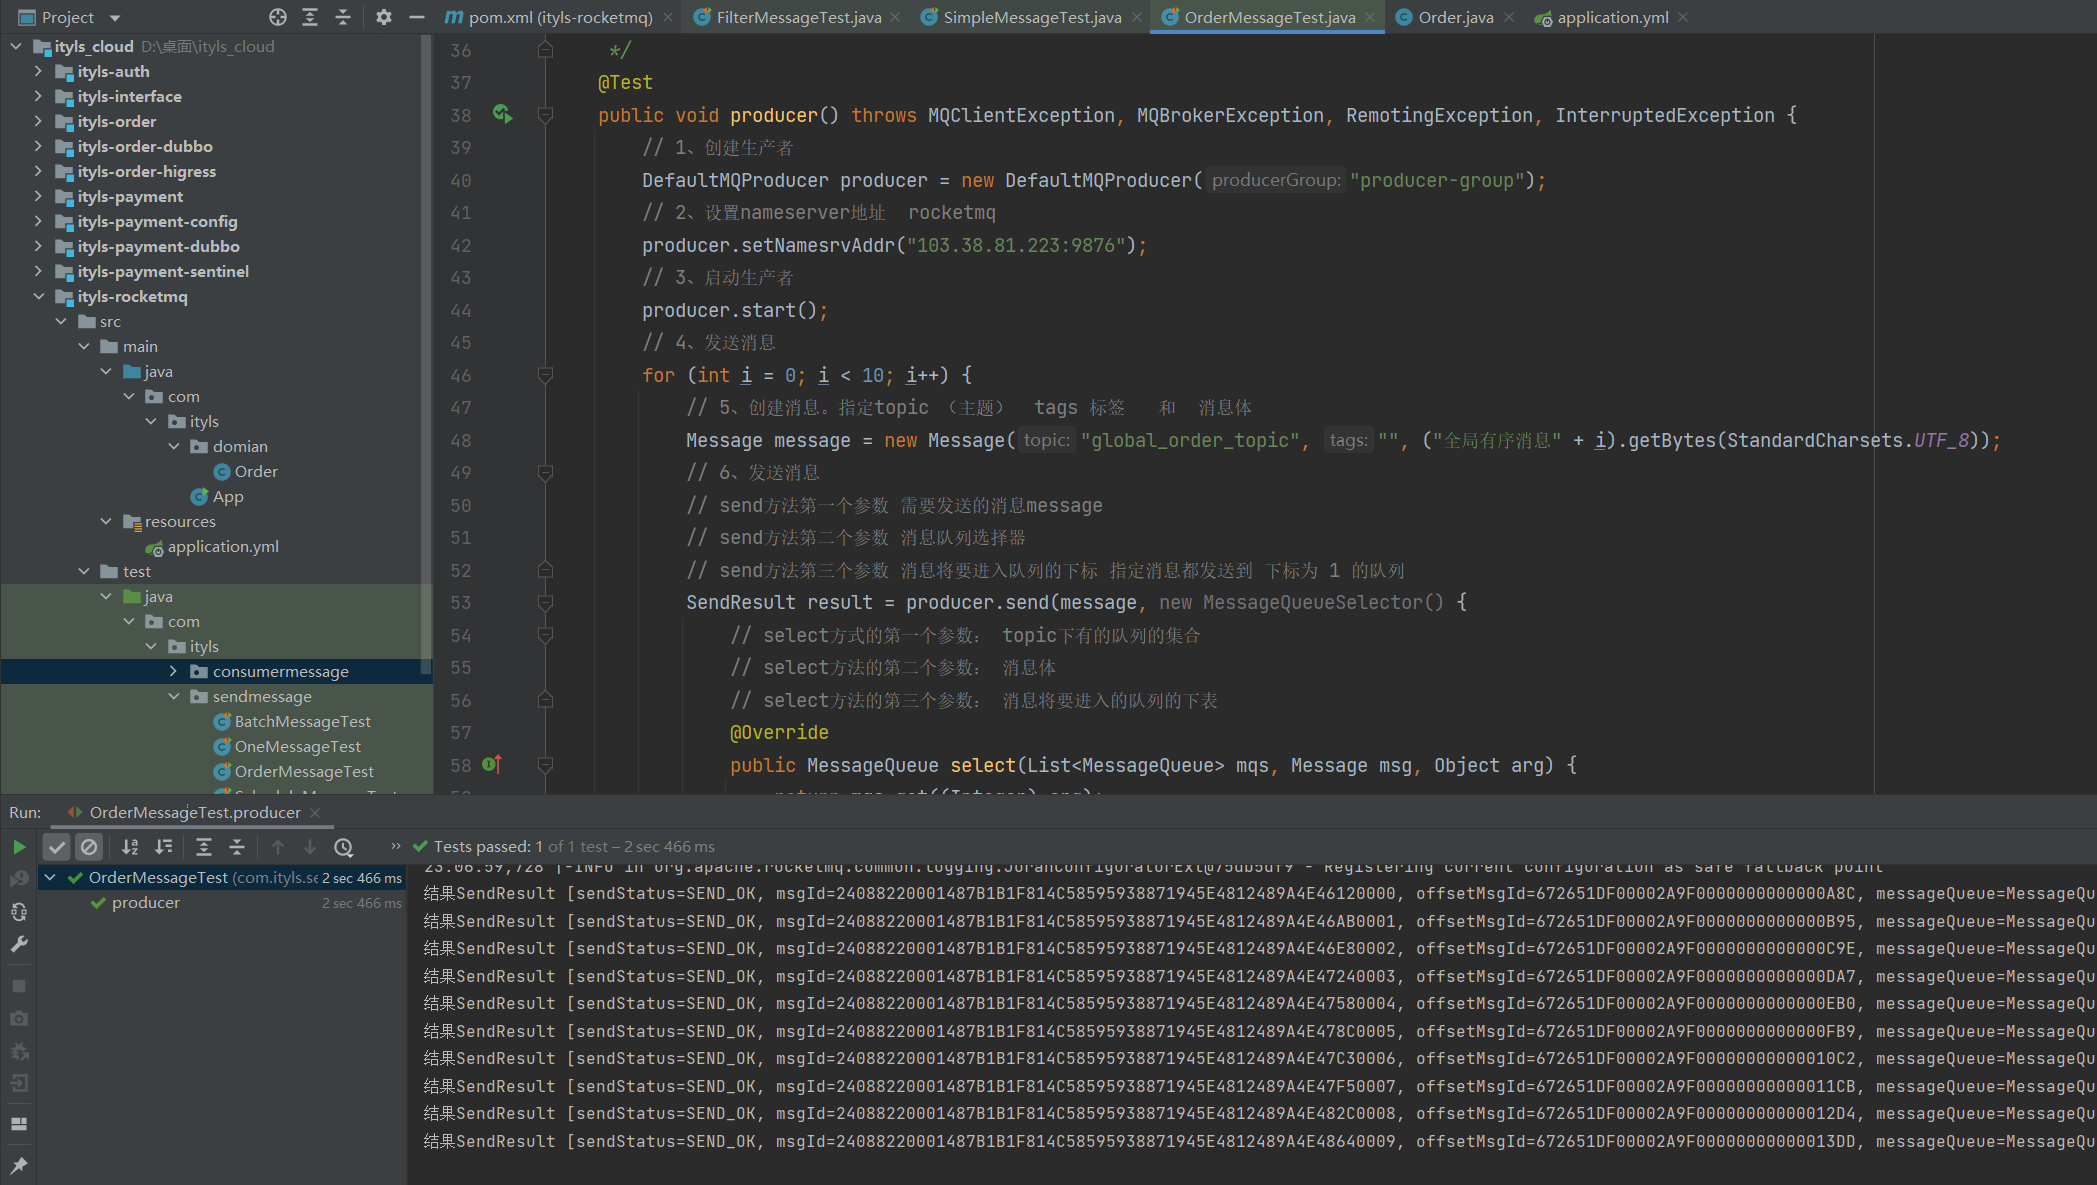 Project
pom.xml (ityls-rocketmq)
FilterMessageTest.java
SimpleMessageTest.java
OrderMessageTest.java
Order.java
application.yml
ityls_cloud D:\桌面\ityls_cloud
ityls-auth
ityls-interface
ityls-order
ityls-order-dubbo
ityls-order-higress
ityls-payment
ityls-payment-config
ityls-payment-dubbo
ityls-payment-sentinel
ityls-rocketmq
src
main
java
com
ityls
domian
Order
App
resources
application.yml
test
java
com
ityls
consumermessage
sendmessage
BatchMessageTest
OneMessageTest
OrderMessageTest
36 */
37 @Test
38 public void producer() throws MQClientException, MQBrokerException, RemotingException, InterruptedException {
39 // 1、创建生产者
40 DefaultMQProducer producer = new DefaultMQProducer( producerGroup: "producer-group");
41 // 2、设置nameserver地址 rocketmq
42 producer.setNamesrvAddr("103.38.81.223:9876");
43 // 3、启动生产者
44 producer.start();
45 // 4、发送消息
46 for (int i = 0; i < 10; i++) {
47 // 5、创建消息。指定topic （主题） tags 标签 和 消息体
48 Message message = new Message( topic: "global_order_topic", tags: "", ("全局有序消息" + i).getBytes(StandardCharsets.UTF_8));
49 // 6、发送消息
50 // send方法第一个参数 需要发送的消息message
51 // send方法第二个参数 消息队列选择器
52 // send方法第三个参数 消息将要进入队列的下标 指定消息都发送到 下标为 1 的队列
53 SendResult result = producer.send(message, new MessageQueueSelector() {
54 // select方式的第一个参数： topic下有的队列的集合
55 // select方法的第二个参数： 消息体
56 // select方法的第三个参数： 消息将要进入的队列的下表
57 @Override
58 public MessageQueue select(List<MessageQueue> mqs, Message msg, Object arg) {
return mqs.get((Integer) arg);
Run: OrderMessageTest.producer
Tests passed: 1 of 1 test – 2 sec 466 ms
OrderMessageTest (com.ityls.se 2 sec 466 ms
producer 2 sec 466 ms
23:06:59,728 |-INFO in org.apache.rocketmq.common.logging.JoranConfiguratorExt@75db5df9 - Registering current configuration as safe fallback point
结果SendResult [sendStatus=SEND_OK, msgId=24088220001487B1B1F814C58595938871945E4812489A4E46120000, offsetMsgId=672651DF00002A9F0000000000000A8C, messageQueue=MessageQu
结果SendResult [sendStatus=SEND_OK, msgId=24088220001487B1B1F814C58595938871945E4812489A4E46AB0001, offsetMsgId=672651DF00002A9F0000000000000B95, messageQueue=MessageQu
结果SendResult [sendStatus=SEND_OK, msgId=24088220001487B1B1F814C58595938871945E4812489A4E46E80002, offsetMsgId=672651DF00002A9F0000000000000C9E, messageQueue=MessageQu
结果SendResult [sendStatus=SEND_OK, msgId=24088220001487B1B1F814C58595938871945E4812489A4E47240003, offsetMsgId=672651DF00002A9F0000000000000DA7, messageQueue=MessageQu
结果SendResult [sendStatus=SEND_OK, msgId=24088220001487B1B1F814C58595938871945E4812489A4E47580004, offsetMsgId=672651DF00002A9F0000000000000EB0, messageQueue=MessageQu
结果SendResult [sendStatus=SEND_OK, msgId=24088220001487B1B1F814C58595938871945E4812489A4E478C0005, offsetMsgId=672651DF00002A9F0000000000000FB9, messageQueue=MessageQu
结果SendResult [sendStatus=SEND_OK, msgId=24088220001487B1B1F814C58595938871945E4812489A4E47C30006, offsetMsgId=672651DF00002A9F00000000000010C2, messageQueue=MessageQu
结果SendResult [sendStatus=SEND_OK, msgId=24088220001487B1B1F814C58595938871945E4812489A4E47F50007, offsetMsgId=672651DF00002A9F00000000000011CB, messageQueue=MessageQu
结果SendResult [sendStatus=SEND_OK, msgId=24088220001487B1B1F814C58595938871945E4812489A4E482C0008, offsetMsgId=672651DF00002A9F00000000000012D4, messageQueue=MessageQu
结果SendResult [sendStatus=SEND_OK, msgId=24088220001487B1B1F814C58595938871945E4812489A4E48640009, offsetMsgId=672651DF00002A9F00000000000013DD, messageQueue=MessageQu